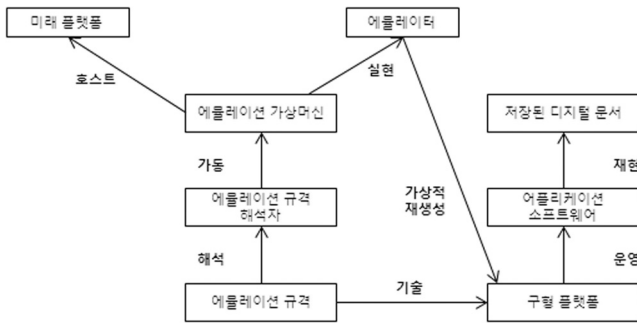 미래 플랫폼
에뮬레이터
호스트
실현
에뮬레이션 가상머신
저장된 디지털 문서
가동
재현
가상적
재생성
에뮬레이션 규격
해석자
어플리케이션
소프트웨어
해석
운영
기술
에뮬레이션 규격
구형 플랫폼